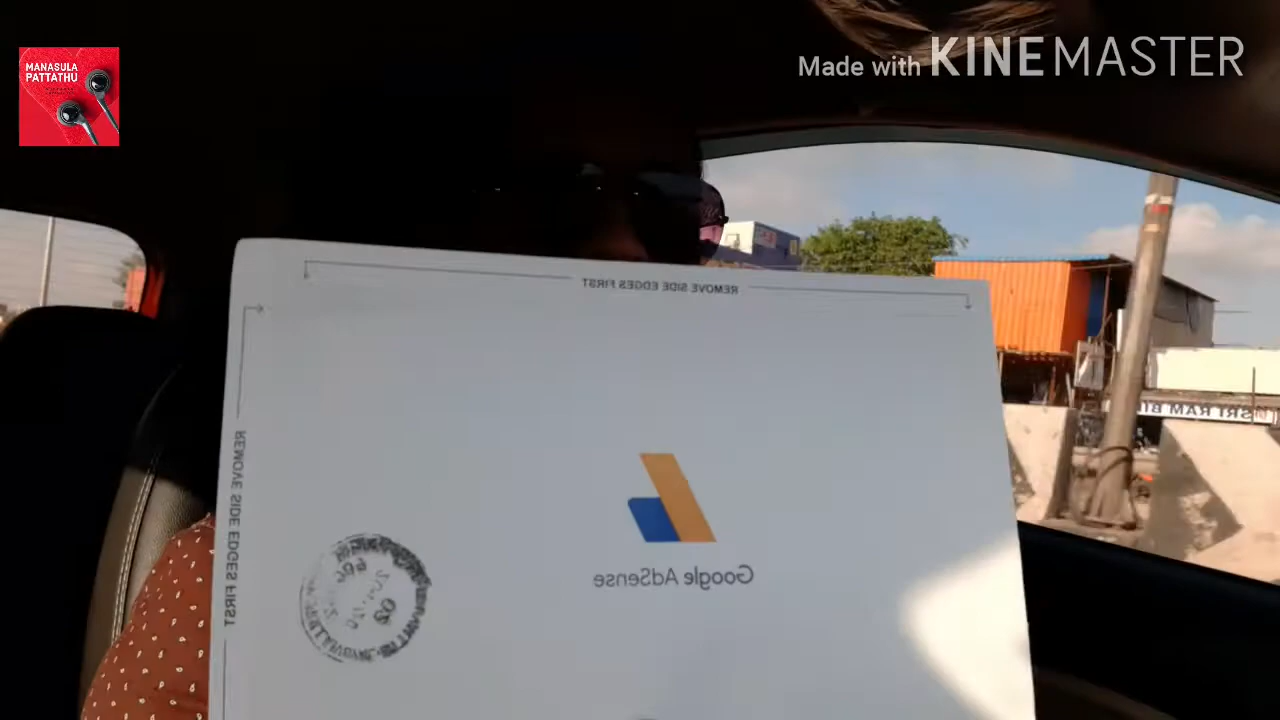 MANASULA
PATTATHU
Made with KINEMASTER
REMOVE SIDE EDGES FIRST
REMOVE SIDE EDGES FIRST
Google AdSense
SRI RAM